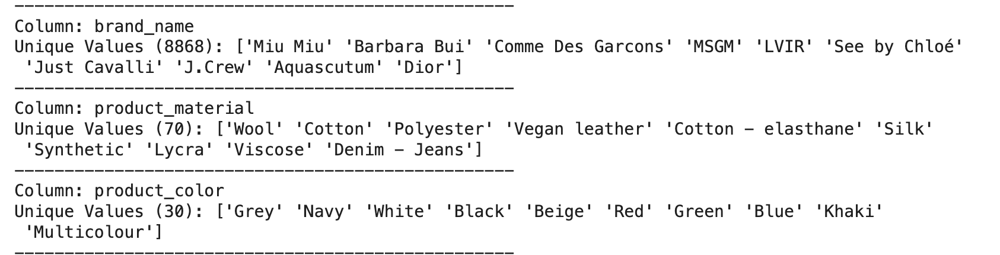 --------------------------------------------------
Column: brand_name
Unique Values (8868): ['Miu Miu' 'Barbara Bui' 'Comme Des Garcons' 'MSGM' 'LVIR' 'See by Chloé'
 'Just Cavalli' 'J.Crew' 'Aquascutum' 'Dior']
--------------------------------------------------
Column: product_material
Unique Values (70): ['Wool' 'Cotton' 'Polyester' 'Vegan leather' 'Cotton - elasthane' 'Silk'
 'Synthetic' 'Lycra' 'Viscose' 'Denim - Jeans']
--------------------------------------------------
Column: product_color
Unique Values (30): ['Grey' 'Navy' 'White' 'Black' 'Beige' 'Red' 'Green' 'Blue' 'Khaki'
 'Multicolour']
--------------------------------------------------